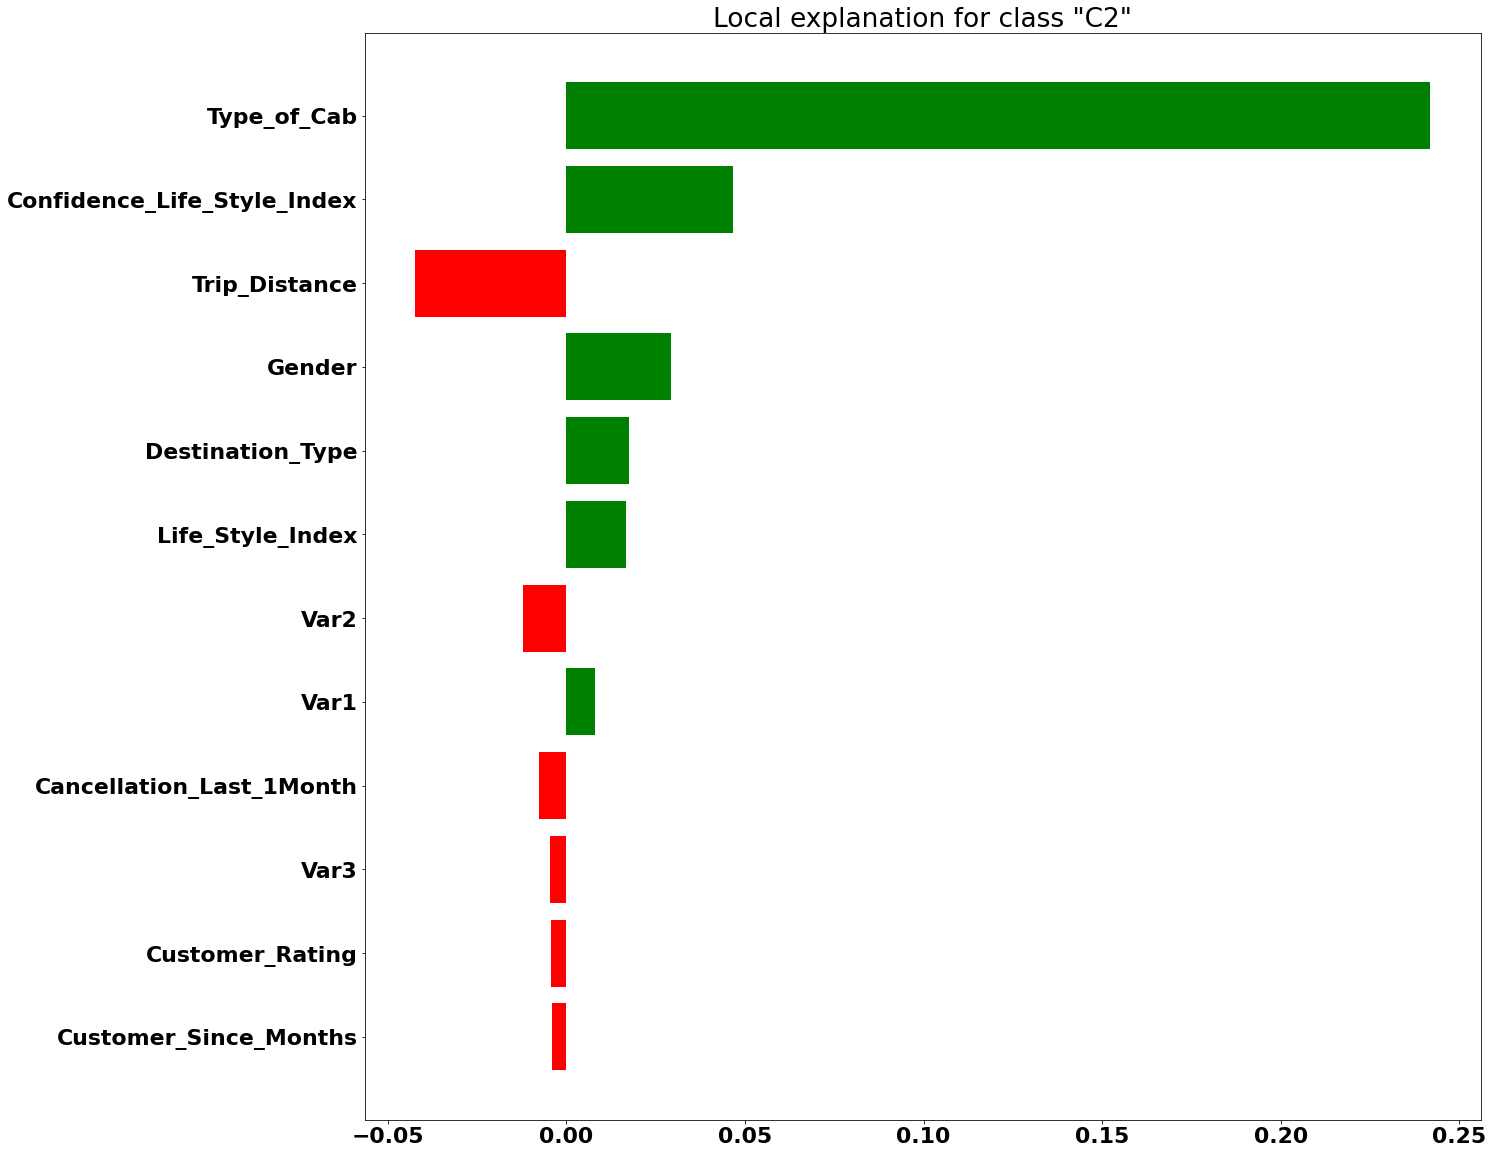 Local explanation for class "C2"
Type_of_Cab
Confidence_Life_Style_Index
Trip_Distance
Gender
Destination_Type
Life_Style_Index
Var2
Var1
Cancellation_Last_1Month
Var3
Customer_Rating
Customer_Since_Months
−0.05 0.00 0.05 0.10 0.15 0.20 0.25